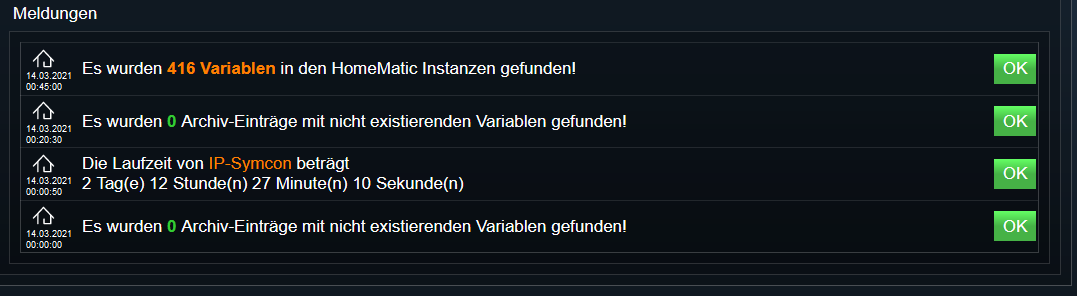 Meldungen
14.03.2021
00:45:00
Es wurden 416 Variablen in den HomeMatic Instanzen gefunden!
OK
14.03.2021
00:20:30
Es wurden 0 Archiv-Einträge mit nicht existierenden Variablen gefunden!
OK
14.03.2021
00:00:50
Die Laufzeit von IP-Symcon beträgt
2 Tag(e) 12 Stunde(n) 27 Minute(n) 10 Sekunde(n)
OK
14.03.2021
00:00:00
Es wurden 0 Archiv-Einträge mit nicht existierenden Variablen gefunden!
OK